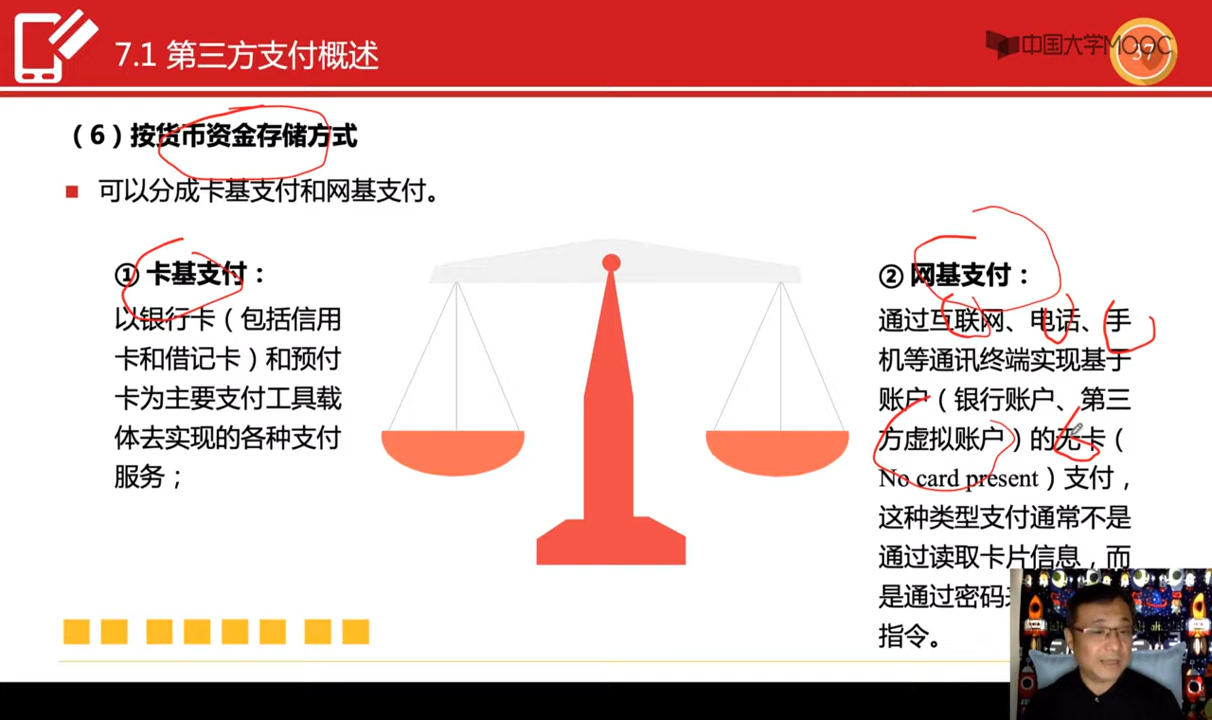 7.1 第三方支付概述
中国大学MOOC
37
（6）按货币资金存储方式
可以分成卡基支付和网基支付。
① 卡基支付：
以银行卡（包括信用
卡和借记卡）和预付
卡为主要支付工具载
体去实现的各种支付
服务；
② 网基支付：
通过互联网、电话、手
机等通讯终端实现基于
账户（银行账户、第三
方虚拟账户）的无卡（
No card present）支付，
这种类型支付通常不是
通过读取卡片信息，而
是通过密码
指令。